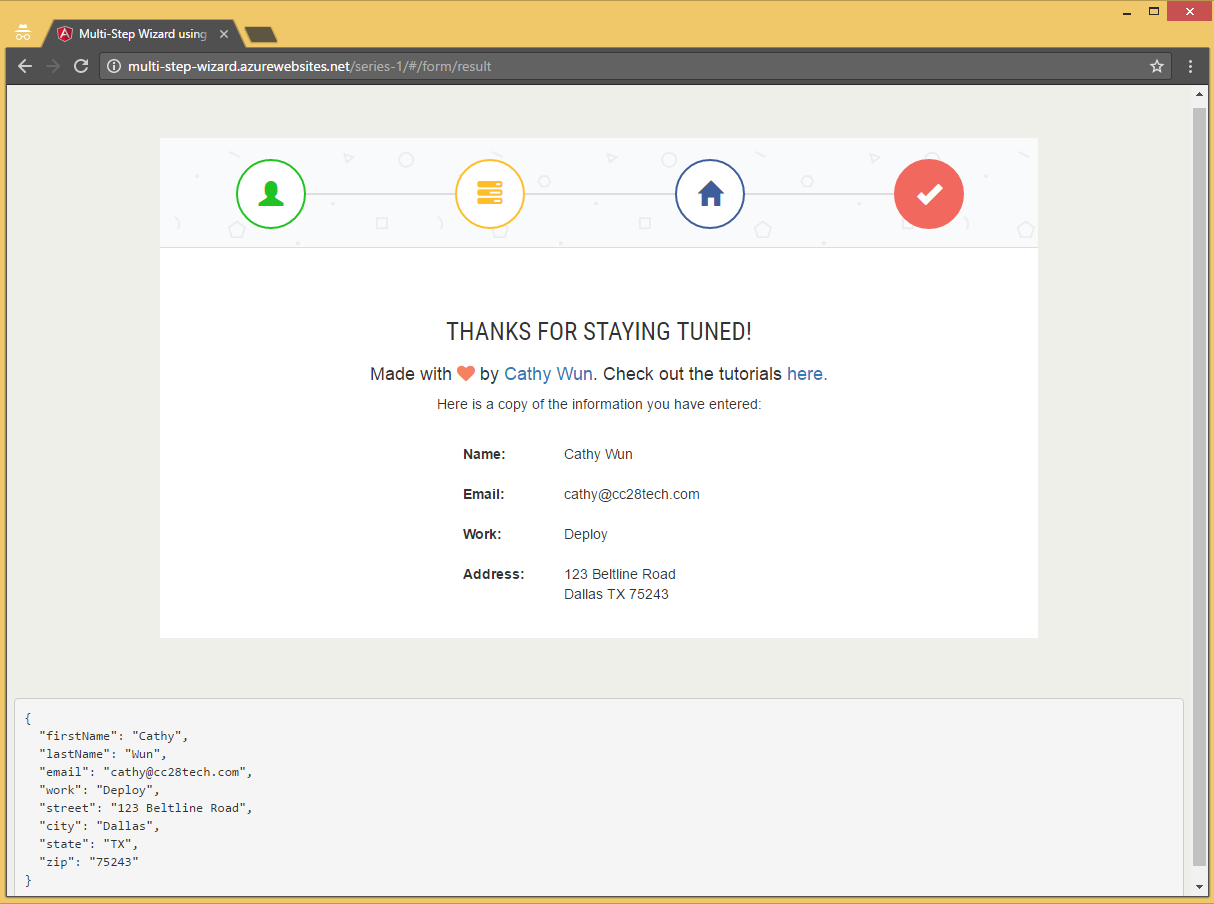 Multi-Step Wizard using
multi-step-wizard.azurewebsites.net/series-1/#/form/result
THANKS FOR STAYING TUNED!
Made with by Cathy Wun. Check out the tutorials here.
Here is a copy of the information you have entered:
Name: Cathy Wun
Email: cathy@cc28tech.com
Work: Deploy
Address: 123 Beltline Road
Dallas TX 75243
{
"firstName": "Cathy",
"lastName": "Wun",
"email": "cathy@cc28tech.com",
"work": "Deploy",
"street": "123 Beltline Road",
"city": "Dallas",
"state": "TX",
"zip": "75243"
}